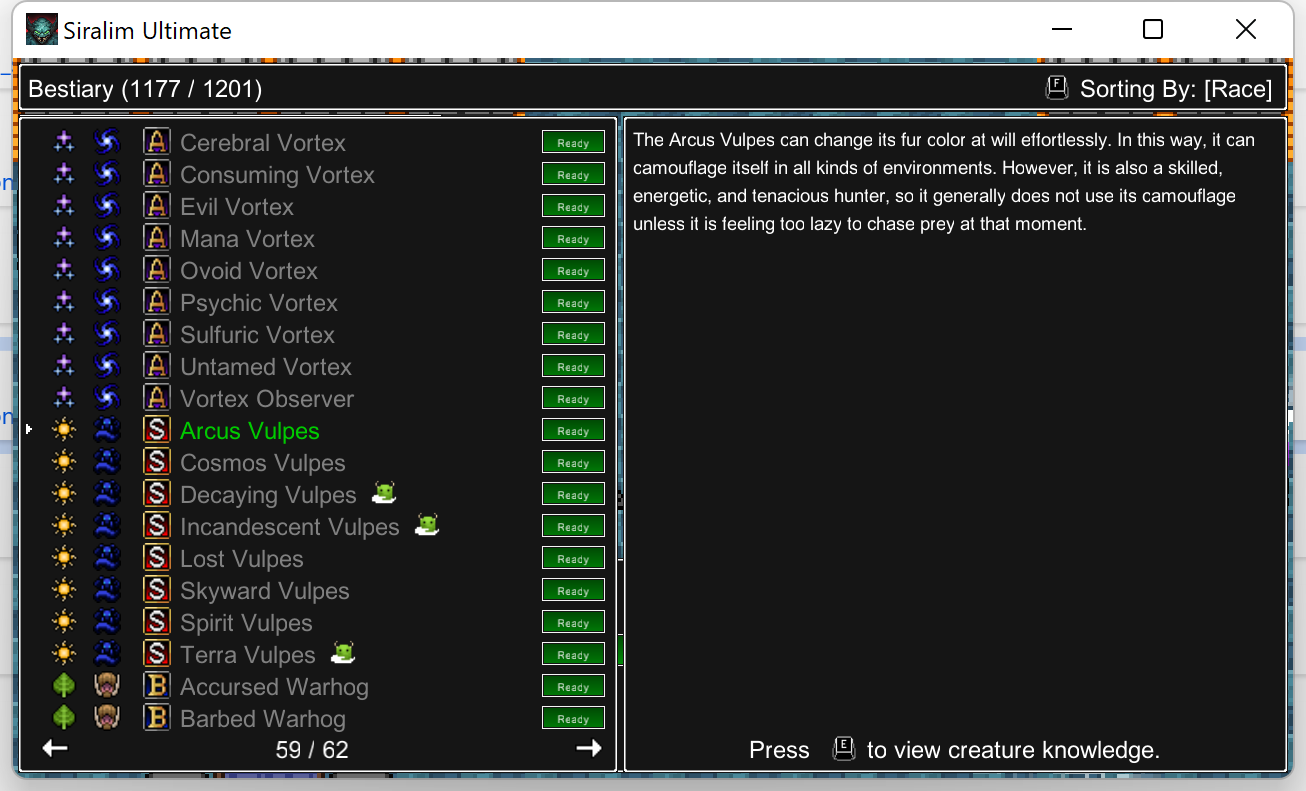 Siralim Ultimate
Bestiary (1177 / 1201)
F Sorting By: [Race]
A Cerebral Vortex Ready
A Consuming Vortex Ready
A Evil Vortex Ready
A Mana Vortex Ready
A Ovoid Vortex Ready
A Psychic Vortex Ready
A Sulfuric Vortex Ready
A Untamed Vortex Ready
A Vortex Observer Ready
S Arcus Vulpes Ready
S Cosmos Vulpes Ready
S Decaying Vulpes Ready
S Incandescent Vulpes Ready
S Lost Vulpes Ready
S Skyward Vulpes Ready
S Spirit Vulpes Ready
S Terra Vulpes Ready
B Accursed Warhog Ready
B Barbed Warhog Ready
59 / 62
The Arcus Vulpes can change its fur color at will effortlessly. In this way, it can
camouflage itself in all kinds of environments. However, it is also a skilled,
energetic, and tenacious hunter, so it generally does not use its camouflage
unless it is feeling too lazy to chase prey at that moment.
Press E to view creature knowledge.